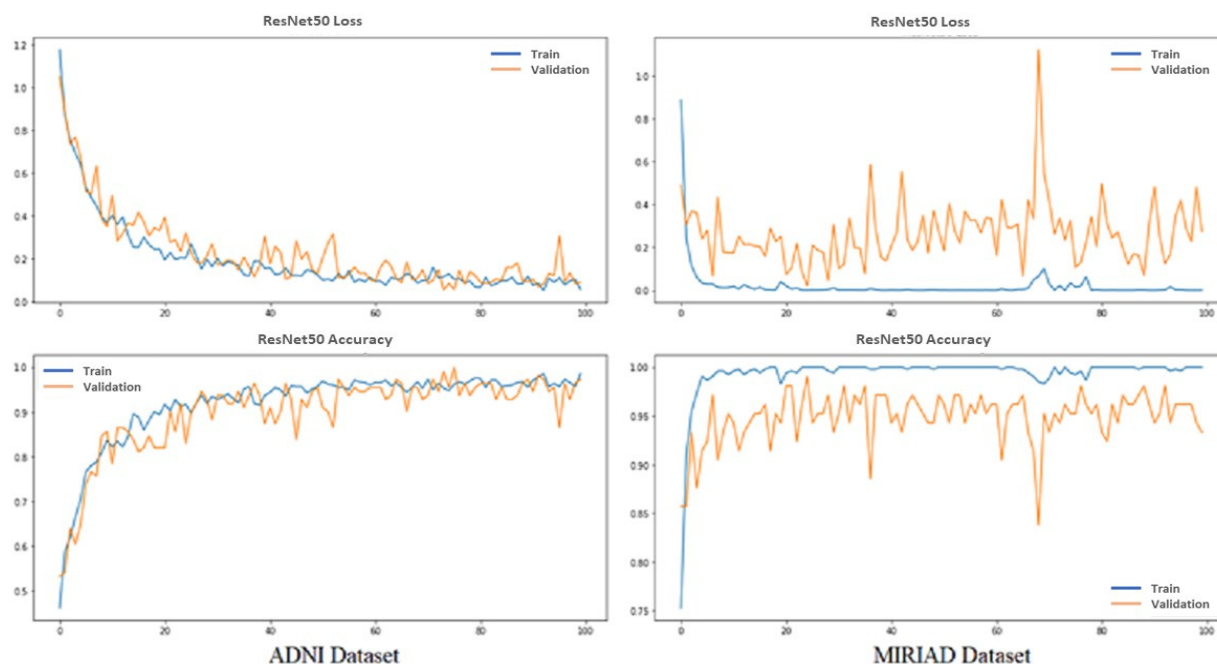 ResNet50 Loss
Train
Validation
1.2
1.0
0.8
0.6
0.4
0.2
0.0
0 20 40 60 80 100
ResNet50 Loss
Train
Validation
1.0
0.8
0.6
0.4
0.2
0.0
0 20 40 60 80 100
ResNet50 Accuracy
Train
Validation
1.0
0.9
0.8
0.7
0.6
0.5
0 20 40 60 80 100
ADNI Dataset
ResNet50 Accuracy
1.00
0.95
0.90
0.85
0.80
0.75
Train
Validation
0 20 40 60 80 100
MIRIAD Dataset